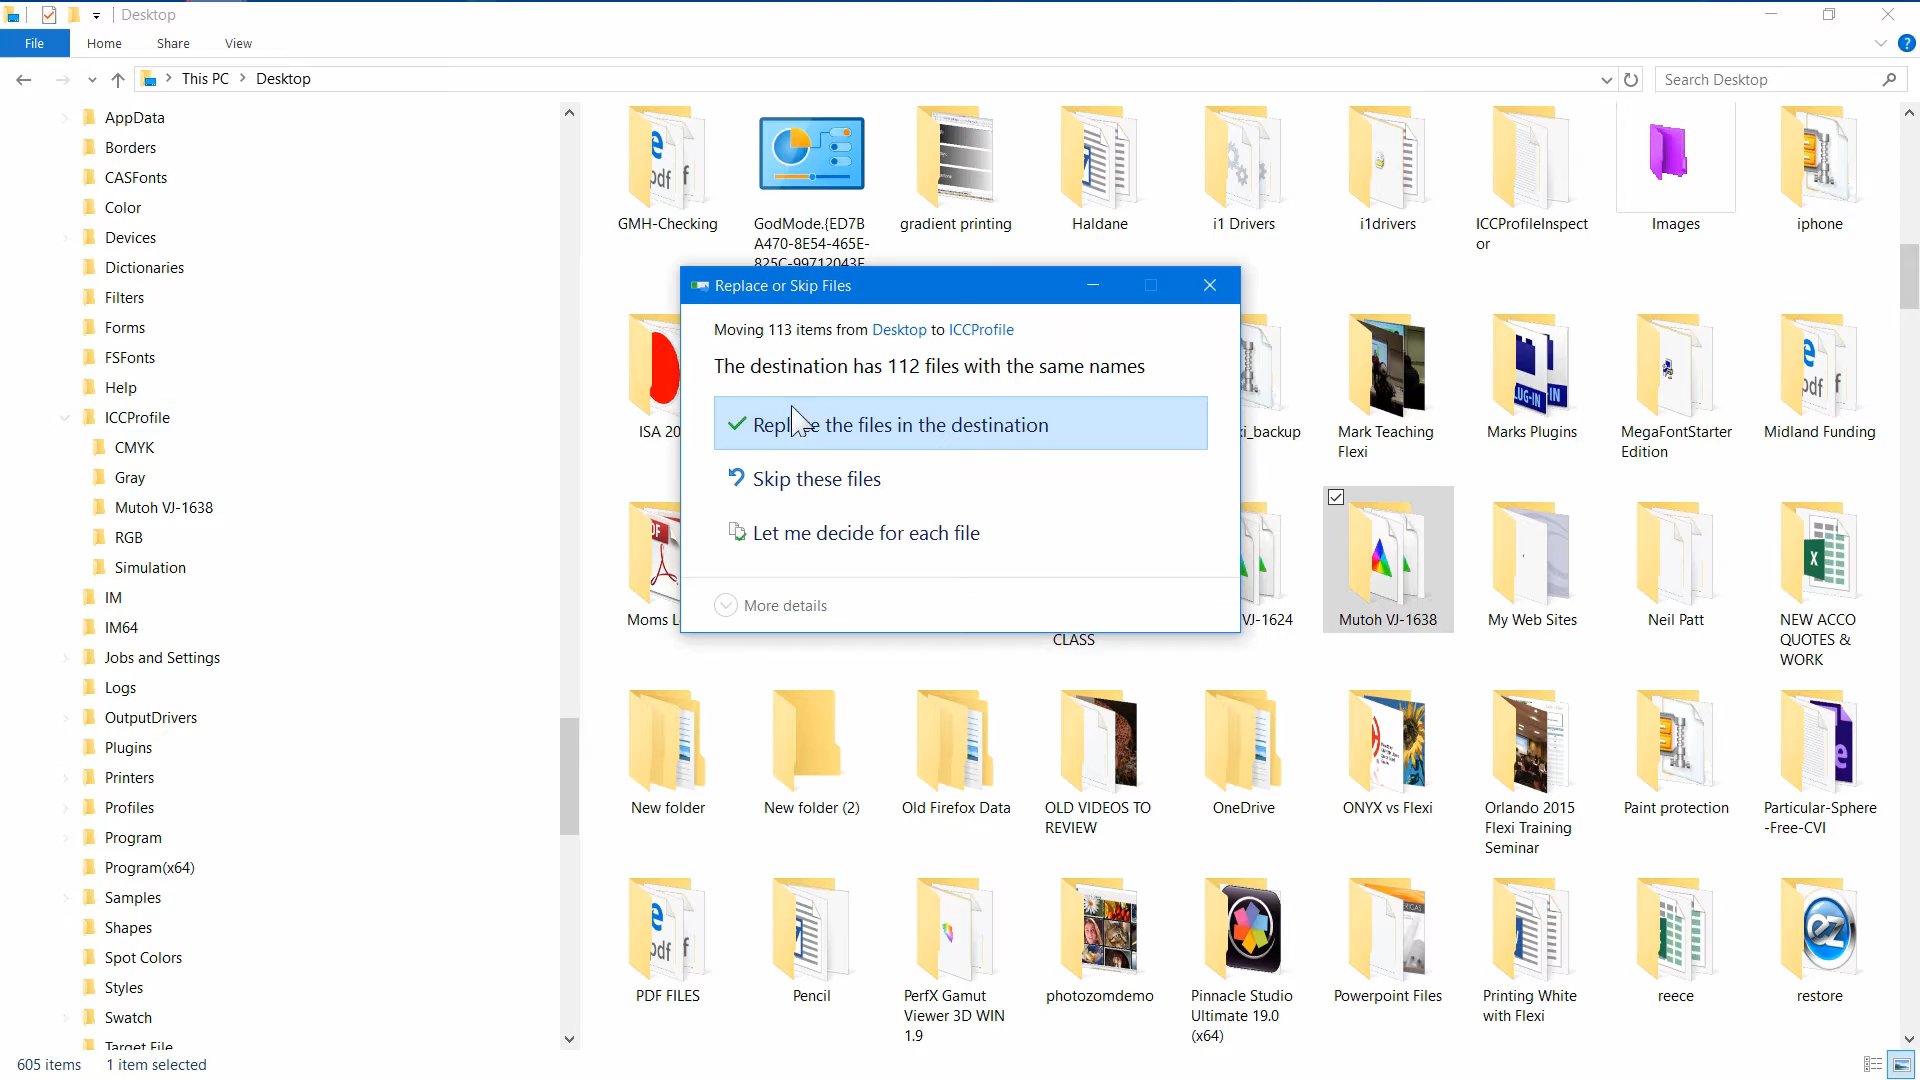 Desktop
File
Home
Share
View
This PC
Desktop
Search Desktop
AppData
Borders
CASFonts
Color
Devices
Dictionaries
Filters
Forms
FSFonts
Help
ICCProfile
CMYK
Gray
Mutoh VJ-1638
RGB
Simulation
IM
IM64
Jobs and Settings
Logs
OutputDrivers
Plugins
Printers
Profiles
Program
Program(x64)
Samples
Shapes
Spot Colors
Styles
Swatch
Target File
GMH-Checking
GodMode.{ED7B
A470-8E54-465E-
825C-99712043E
gradient printing
Haldane
i1 Drivers
i1drivers
ICCProfileInspect
or
Images
iphone
Replace or Skip Files
Moving 113 items from Desktop to ICCProfile
The destination has 112 files with the same names
Replace the files in the destination
Skip these files
Let me decide for each file
More details
ISA 20
xi_backup
Mark Teaching
Flexi
Marks Plugins
MegaFontStarter
Edition
Midland Funding
Moms L
CLASS
VJ-1624
Mutoh VJ-1638
My Web Sites
Neil Patt
NEW ACCO
QUOTES &
WORK
New folder
New folder (2)
Old Firefox Data
OLD VIDEOS TO
REVIEW
OneDrive
ONYX vs Flexi
Orlando 2015
Flexi Training
Seminar
Paint protection
Particular-Sphere
-Free-CVI
PDF FILES
Pencil
PerfX Gamut
Viewer 3D WIN
1.9
photozomdemo
Pinnacle Studio
Ultimate 19.0
(x64)
Powerpoint Files
Printing White
with Flexi
reece
restore
605 items
1 item selected